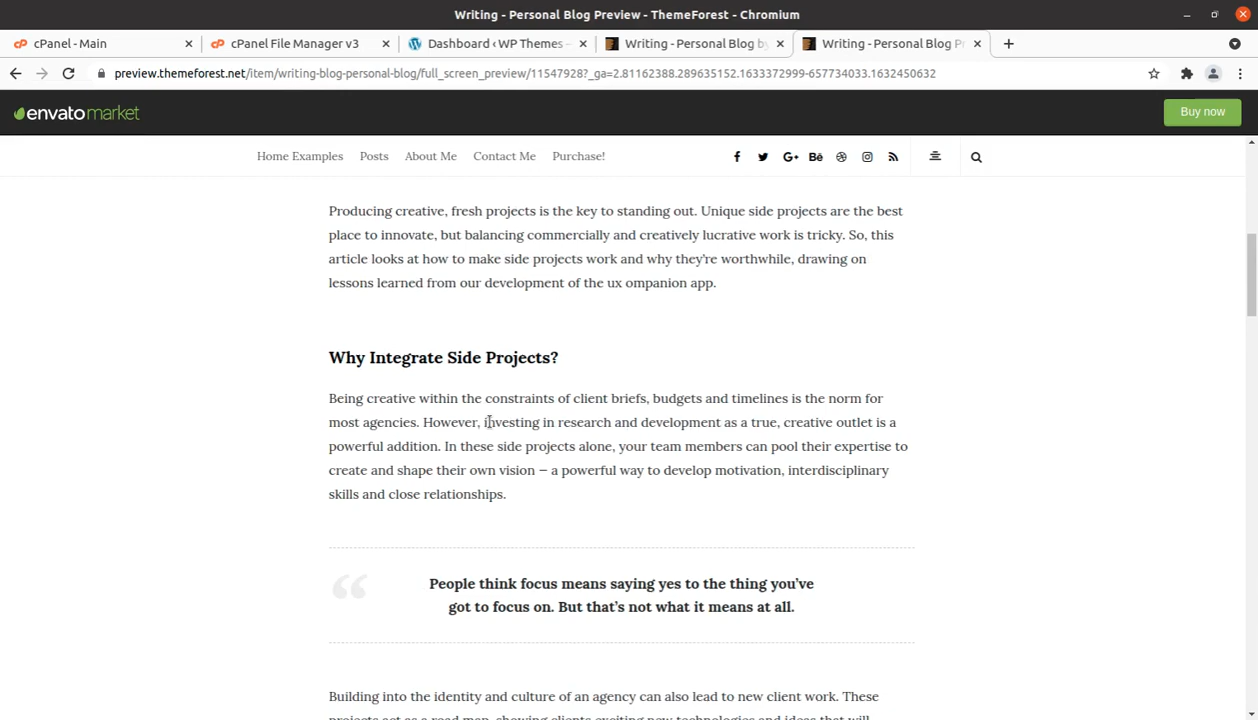 Writing - Personal Blog Preview - ThemeForest - Chromium
cPanel - Main
cPanel File Manager v3
Dashboard ‹ WP Themes —
Writing - Personal Blog by
Writing - Personal Blog Pr
preview.themeforest.net/item/writing-blog-personal-blog/full_screen_preview/11547928?_ga=2.81162388.289635152.1633372999-657734033.1632450632
envatomarket
Buy now
Home Examples
Posts
About Me
Contact Me
Purchase!
Producing creative, fresh projects is the key to standing out. Unique side projects are the best
place to innovate, but balancing commercially and creatively lucrative work is tricky. So, this
article looks at how to make side projects work and why they’re worthwhile, drawing on
lessons learned from our development of the ux ompanion app.
Why Integrate Side Projects?
Being creative within the constraints of client briefs, budgets and timelines is the norm for
most agencies. However, investing in research and development as a true, creative outlet is a
powerful addition. In these side projects alone, your team members can pool their expertise to
create and shape their own vision — a powerful way to develop motivation, interdisciplinary
skills and close relationships.
“
People think focus means saying yes to the thing you’ve
got to focus on. But that’s not what it means at all.
Building into the identity and culture of an agency can also lead to new client work. These
projects act as a road map, showing clients exciting new technologies and ideas that will